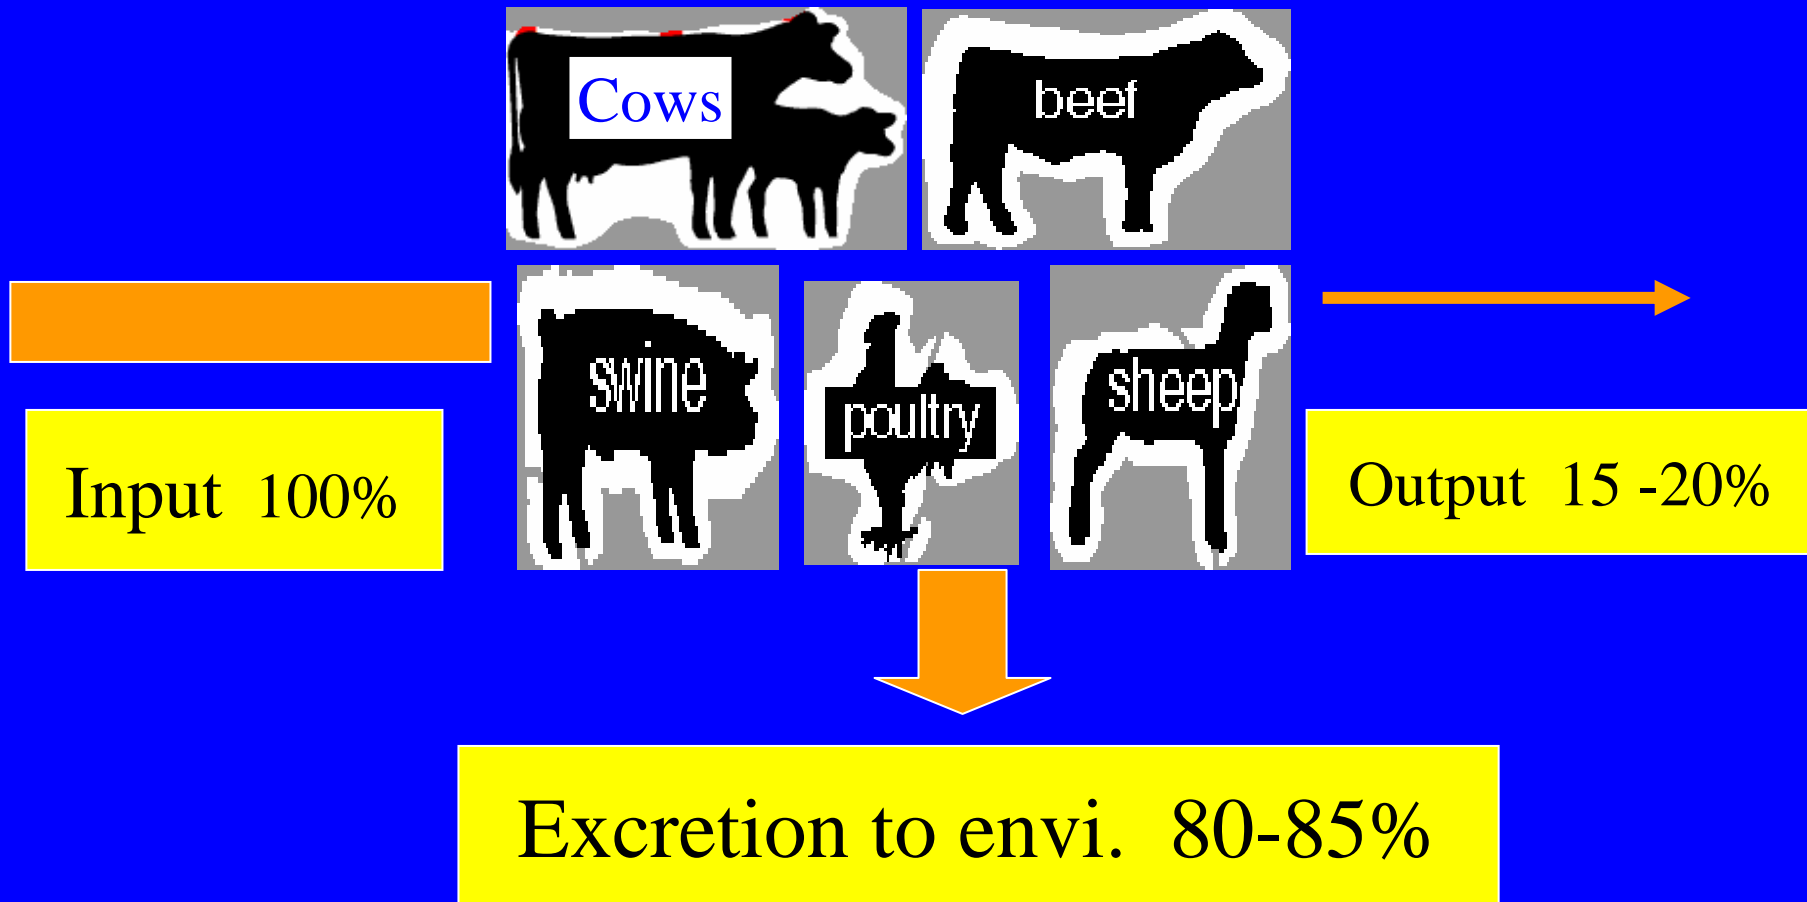 Cows
beef
swine
poultry
sheep
Input 100%
Output 15 -20%
Excretion to envi. 80-85%